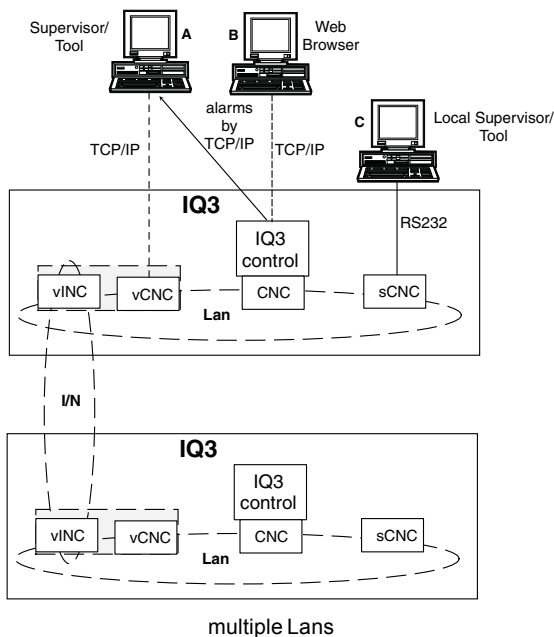 Supervisor/
Tool
A
B
Web
Browser
alarms
by
TCP/IP
TCP/IP
TCP/IP
C
Local Supervisor/
Tool
IQ3
RS232
IQ3
control
vINC
vCNC
CNC
sCNC
Lan
I/N
IQ3
IQ3
control
vINC
vCNC
CNC
sCNC
Lan
multiple Lans